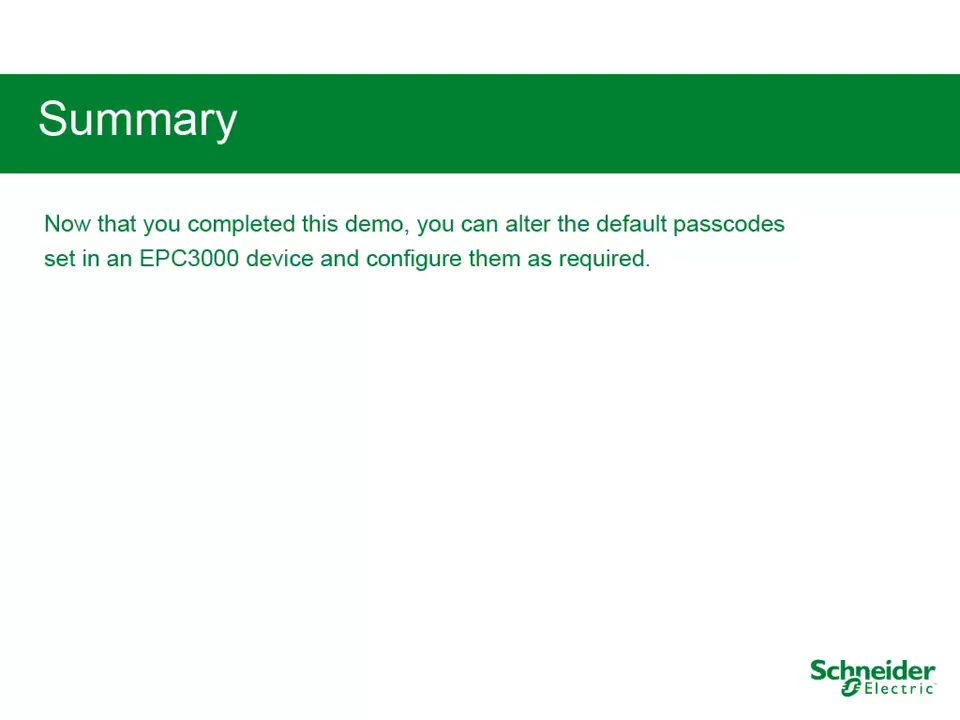 Summary
Now that you completed this demo, you can alter the default passcodes
set in an EPC3000 device and configure them as required.
Schneider
Electric